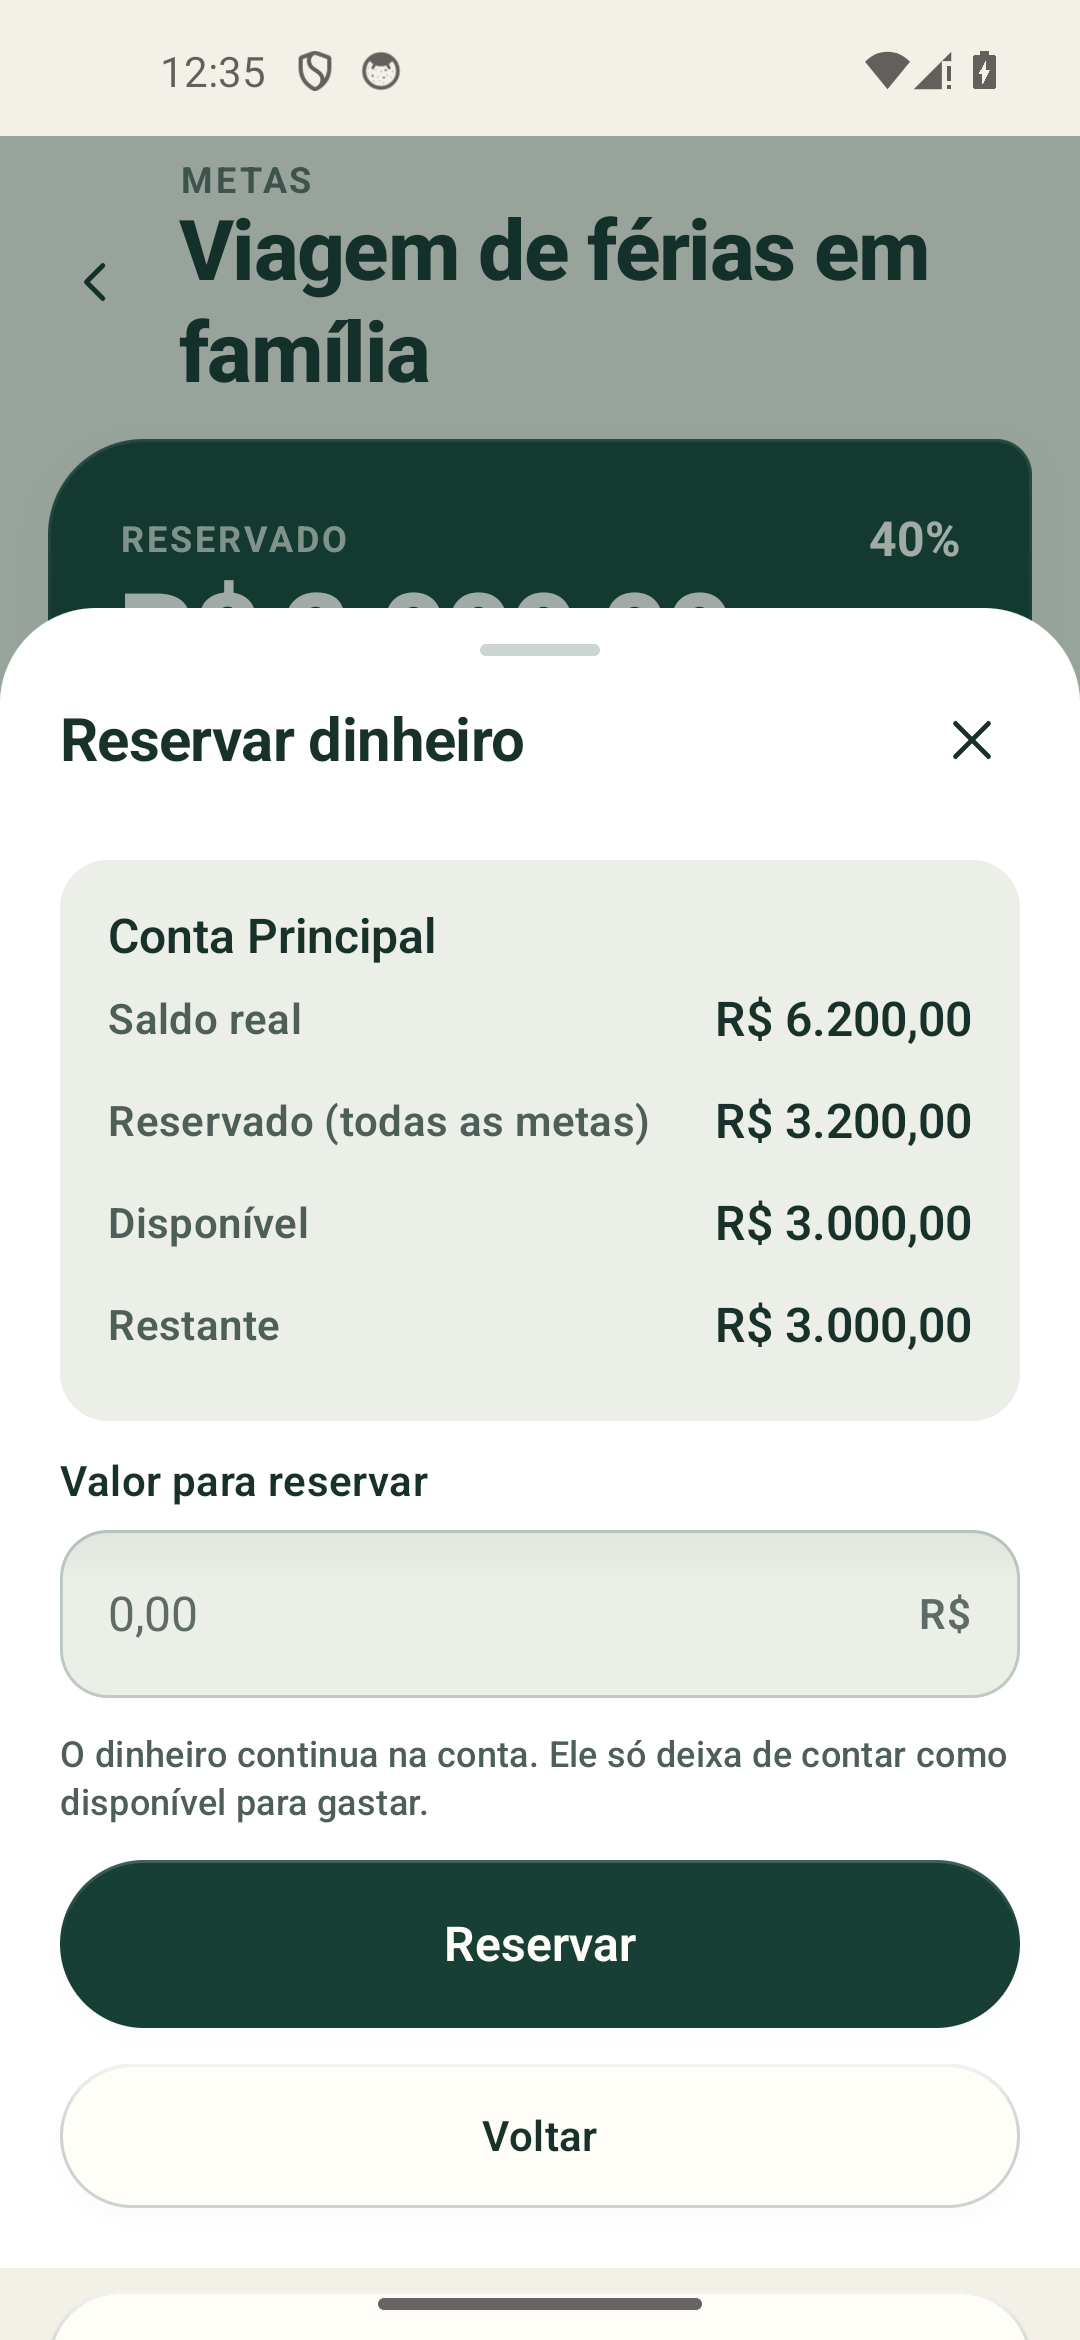 12:35
METAS
Viagem de férias em
família
RESERVADO
40%
Reservar dinheiro
Conta Principal
Saldo real R$ 6.200,00
Reservado (todas as metas) R$ 3.200,00
Disponível R$ 3.000,00
Restante R$ 3.000,00
Valor para reservar
0,00 R$
O dinheiro continua na conta. Ele só deixa de contar como
disponível para gastar.
Reservar
Voltar